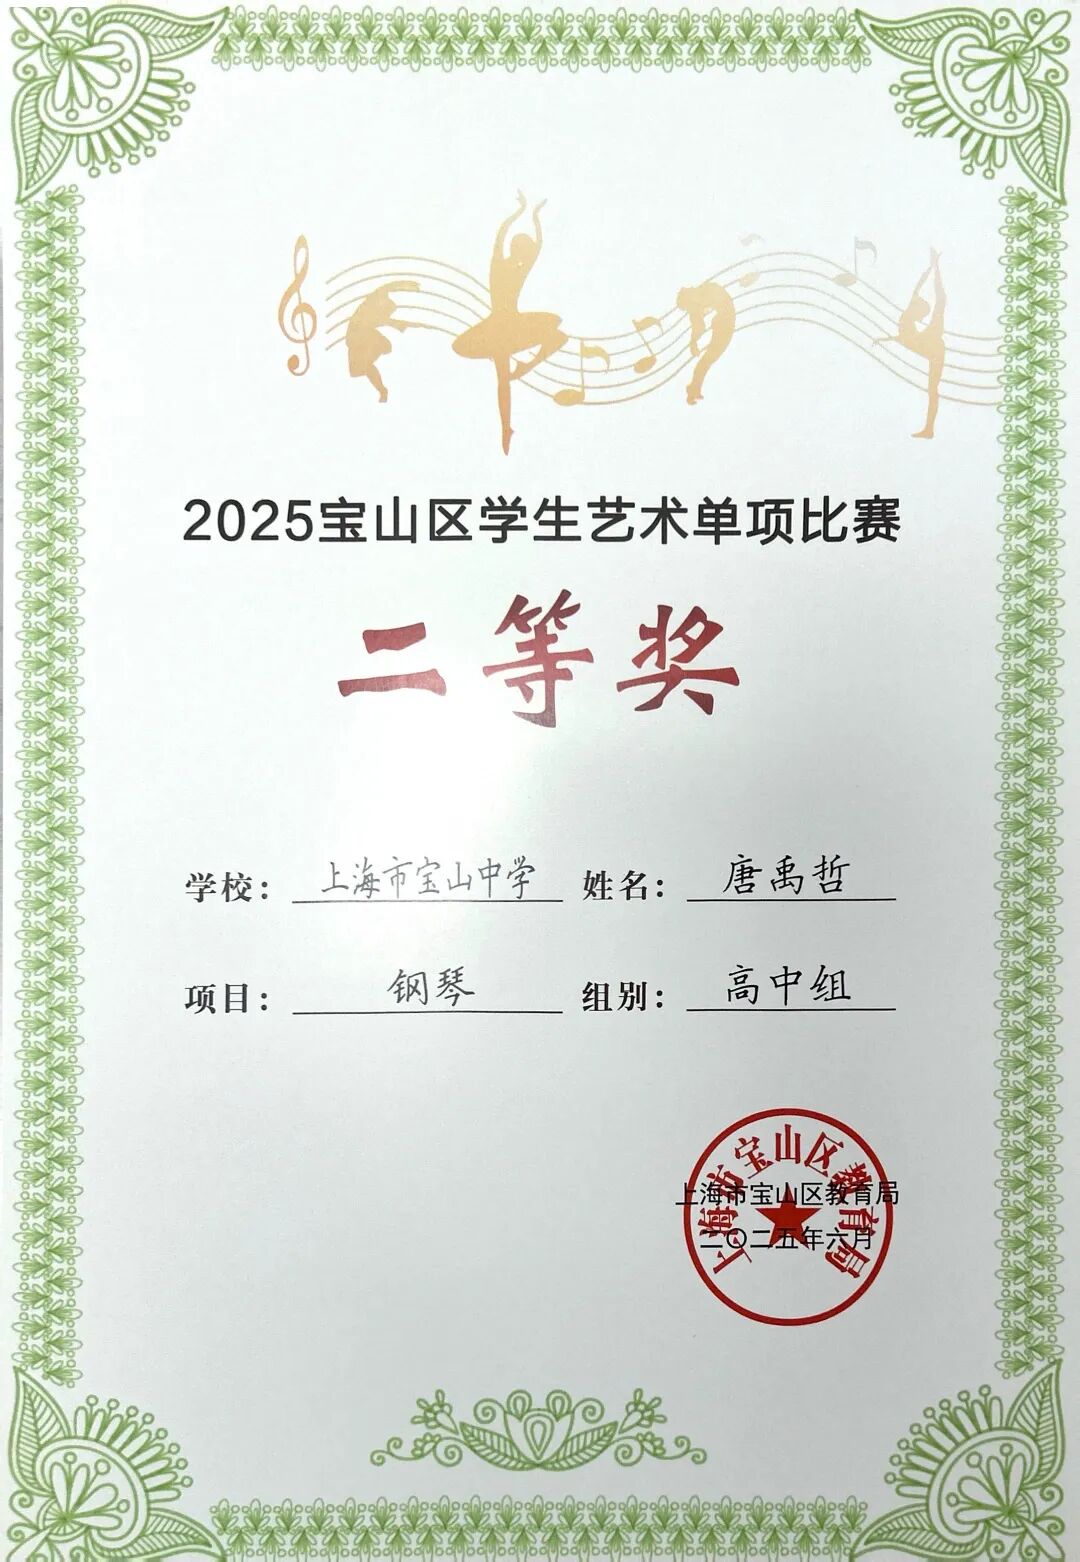 2025宝山区学生艺术单项比赛
二等奖
学校：上海市宝山中学 姓名：唐禹哲
项目：钢琴 组别：高中组
上海市宝山区教育局
上海市宝山区教育局
二〇二五年六月